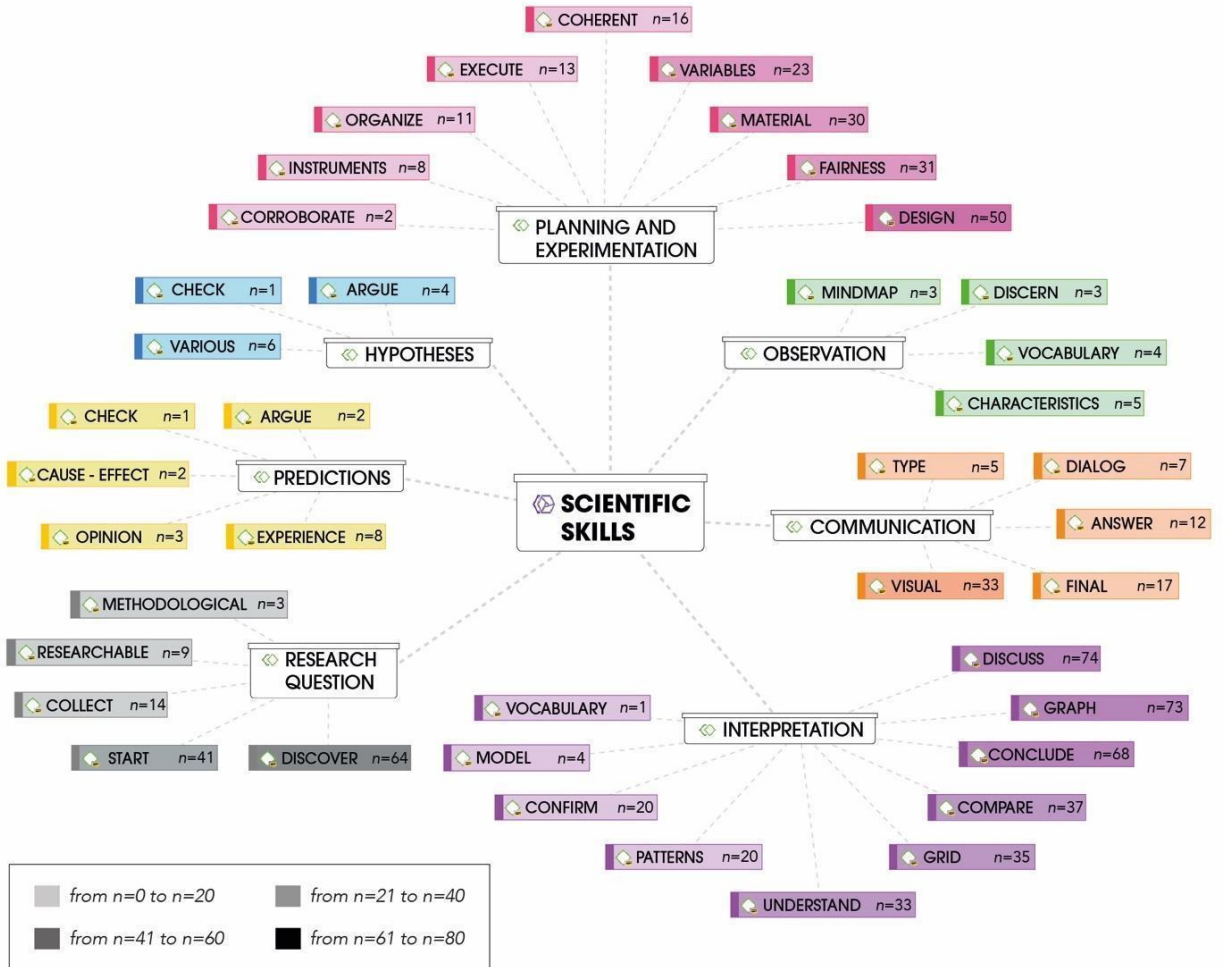 COHERENT n=16
EXECUTE n=13
VARIABLES n=23
ORGANIZE n=11
MATERIAL n=30
INSTRUMENTS n=8
FAIRNESS n=31
CORROBORATE n=2
DESIGN n=50
PLANNING AND
EXPERIMENTATION
CHECK n=1
ARGUE n=4
VARIOUS n=6
HYPOTHESES
MINDMAP n=3
DISCERN n=3
OBSERVATION
VOCABULARY n=4
CHARACTERISTICS n=5
CHECK n=1
ARGUE n=2
CAUSE - EFFECT n=2
PREDICTIONS
OPINION n=3
EXPERIENCE n=8
SCIENTIFIC
SKILLS
TYPE n=5
DIALOG n=7
COMMUNICATION
ANSWER n=12
VISUAL n=33
FINAL n=17
METHODOLOGICAL n=3
RESEARCHABLE n=9
RESEARCH
QUESTION
COLLECT n=14
START n=41
DISCOVER n=64
DISCUSS n=74
VOCABULARY n=1
GRAPH n=73
INTERPRETATION
MODEL n=4
CONCLUDE n=68
CONFIRM n=20
COMPARE n=37
PATTERNS n=20
GRID n=35
UNDERSTAND n=33
from n=0 to n=20
from n=21 to n=40
from n=41 to n=60
from n=61 to n=80